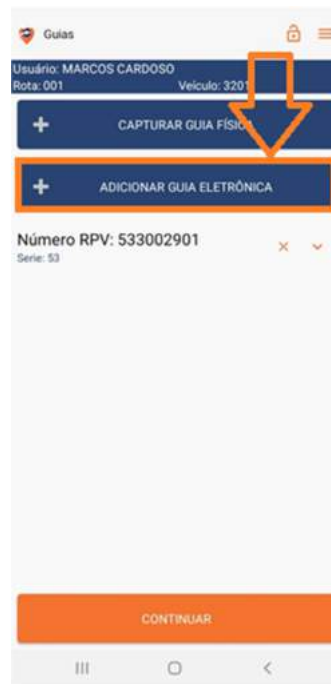 Guias
Usuário: MARCOS CARDOSO
Rota: 001 Veículo: 3201
+ CAPTURAR GUIA FÍSICA
+ ADICIONAR GUIA ELETRÔNICA
Número RPV: 533002901
Serie: 53
CONTINUAR